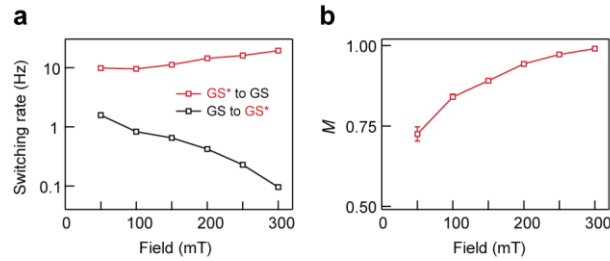 a
Switching rate (Hz)
10
1
0.1
GS* to GS
GS to GS*
0
100
200
300
Field (mT)
b
M
1.00
0.75
0.50
0
100
200
300
Field (mT)